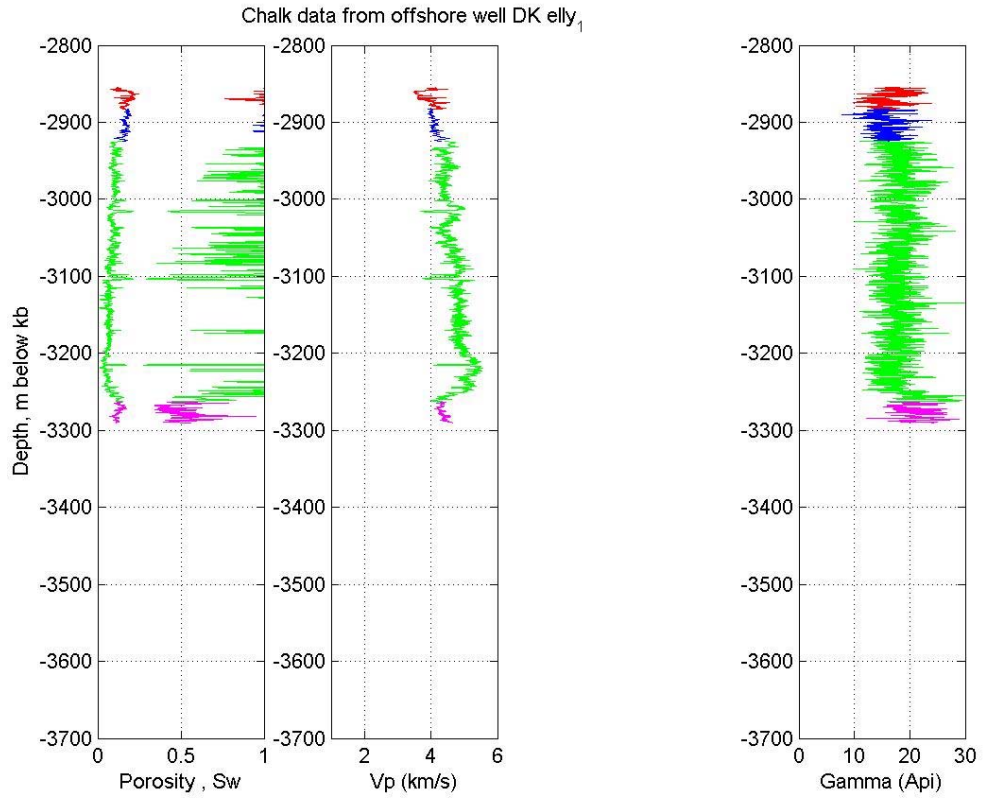 Chalk data from offshore well DK elly1
-2800 -2800 -2800
-2900 -2900 -2900
-3000 -3000 -3000
-3100 -3100 -3100
-3200 -3200 -3200
-3300 -3300 -3300
-3400 -3400 -3400
-3500 -3500 -3500
-3600 -3600 -3600
-3700 -3700 -3700
Depth, m below kb
0 0.5 1 2 4 6 0 10 20 30
Porosity , Sw Vp (km/s) Gamma (Api)